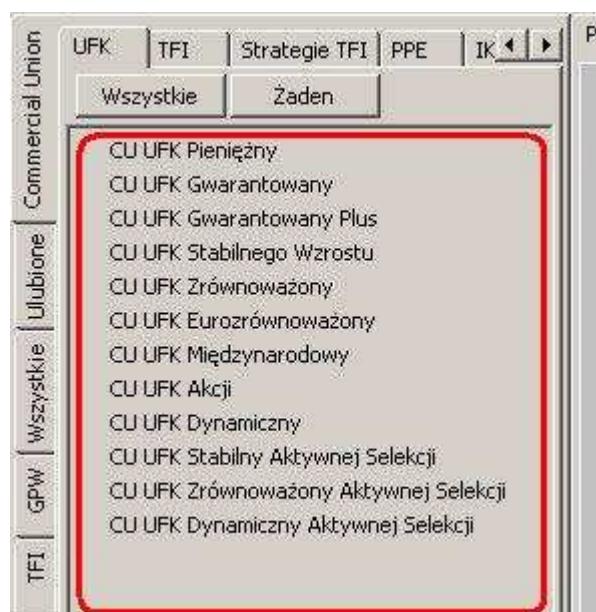 UFK
TFI
Strategie TFI
PPE
IK
P
Wszystkie
Żaden
CU UFK Pieniężny
CU UFK Gwarantowany
CU UFK Gwarantowany Plus
CU UFK Stabilnego Wzrostu
CU UFK Zrównoważony
CU UFK Eurozrównoważony
CU UFK Międzynarodowy
CU UFK Akcji
CU UFK Dynamiczny
CU UFK Stabilny Aktywnej Selekcji
CU UFK Zrównoważony Aktywnej Selekcji
CU UFK Dynamiczny Aktywnej Selekcji
Commercial Union
Ulubione
Wszystkie
GPW
TFI